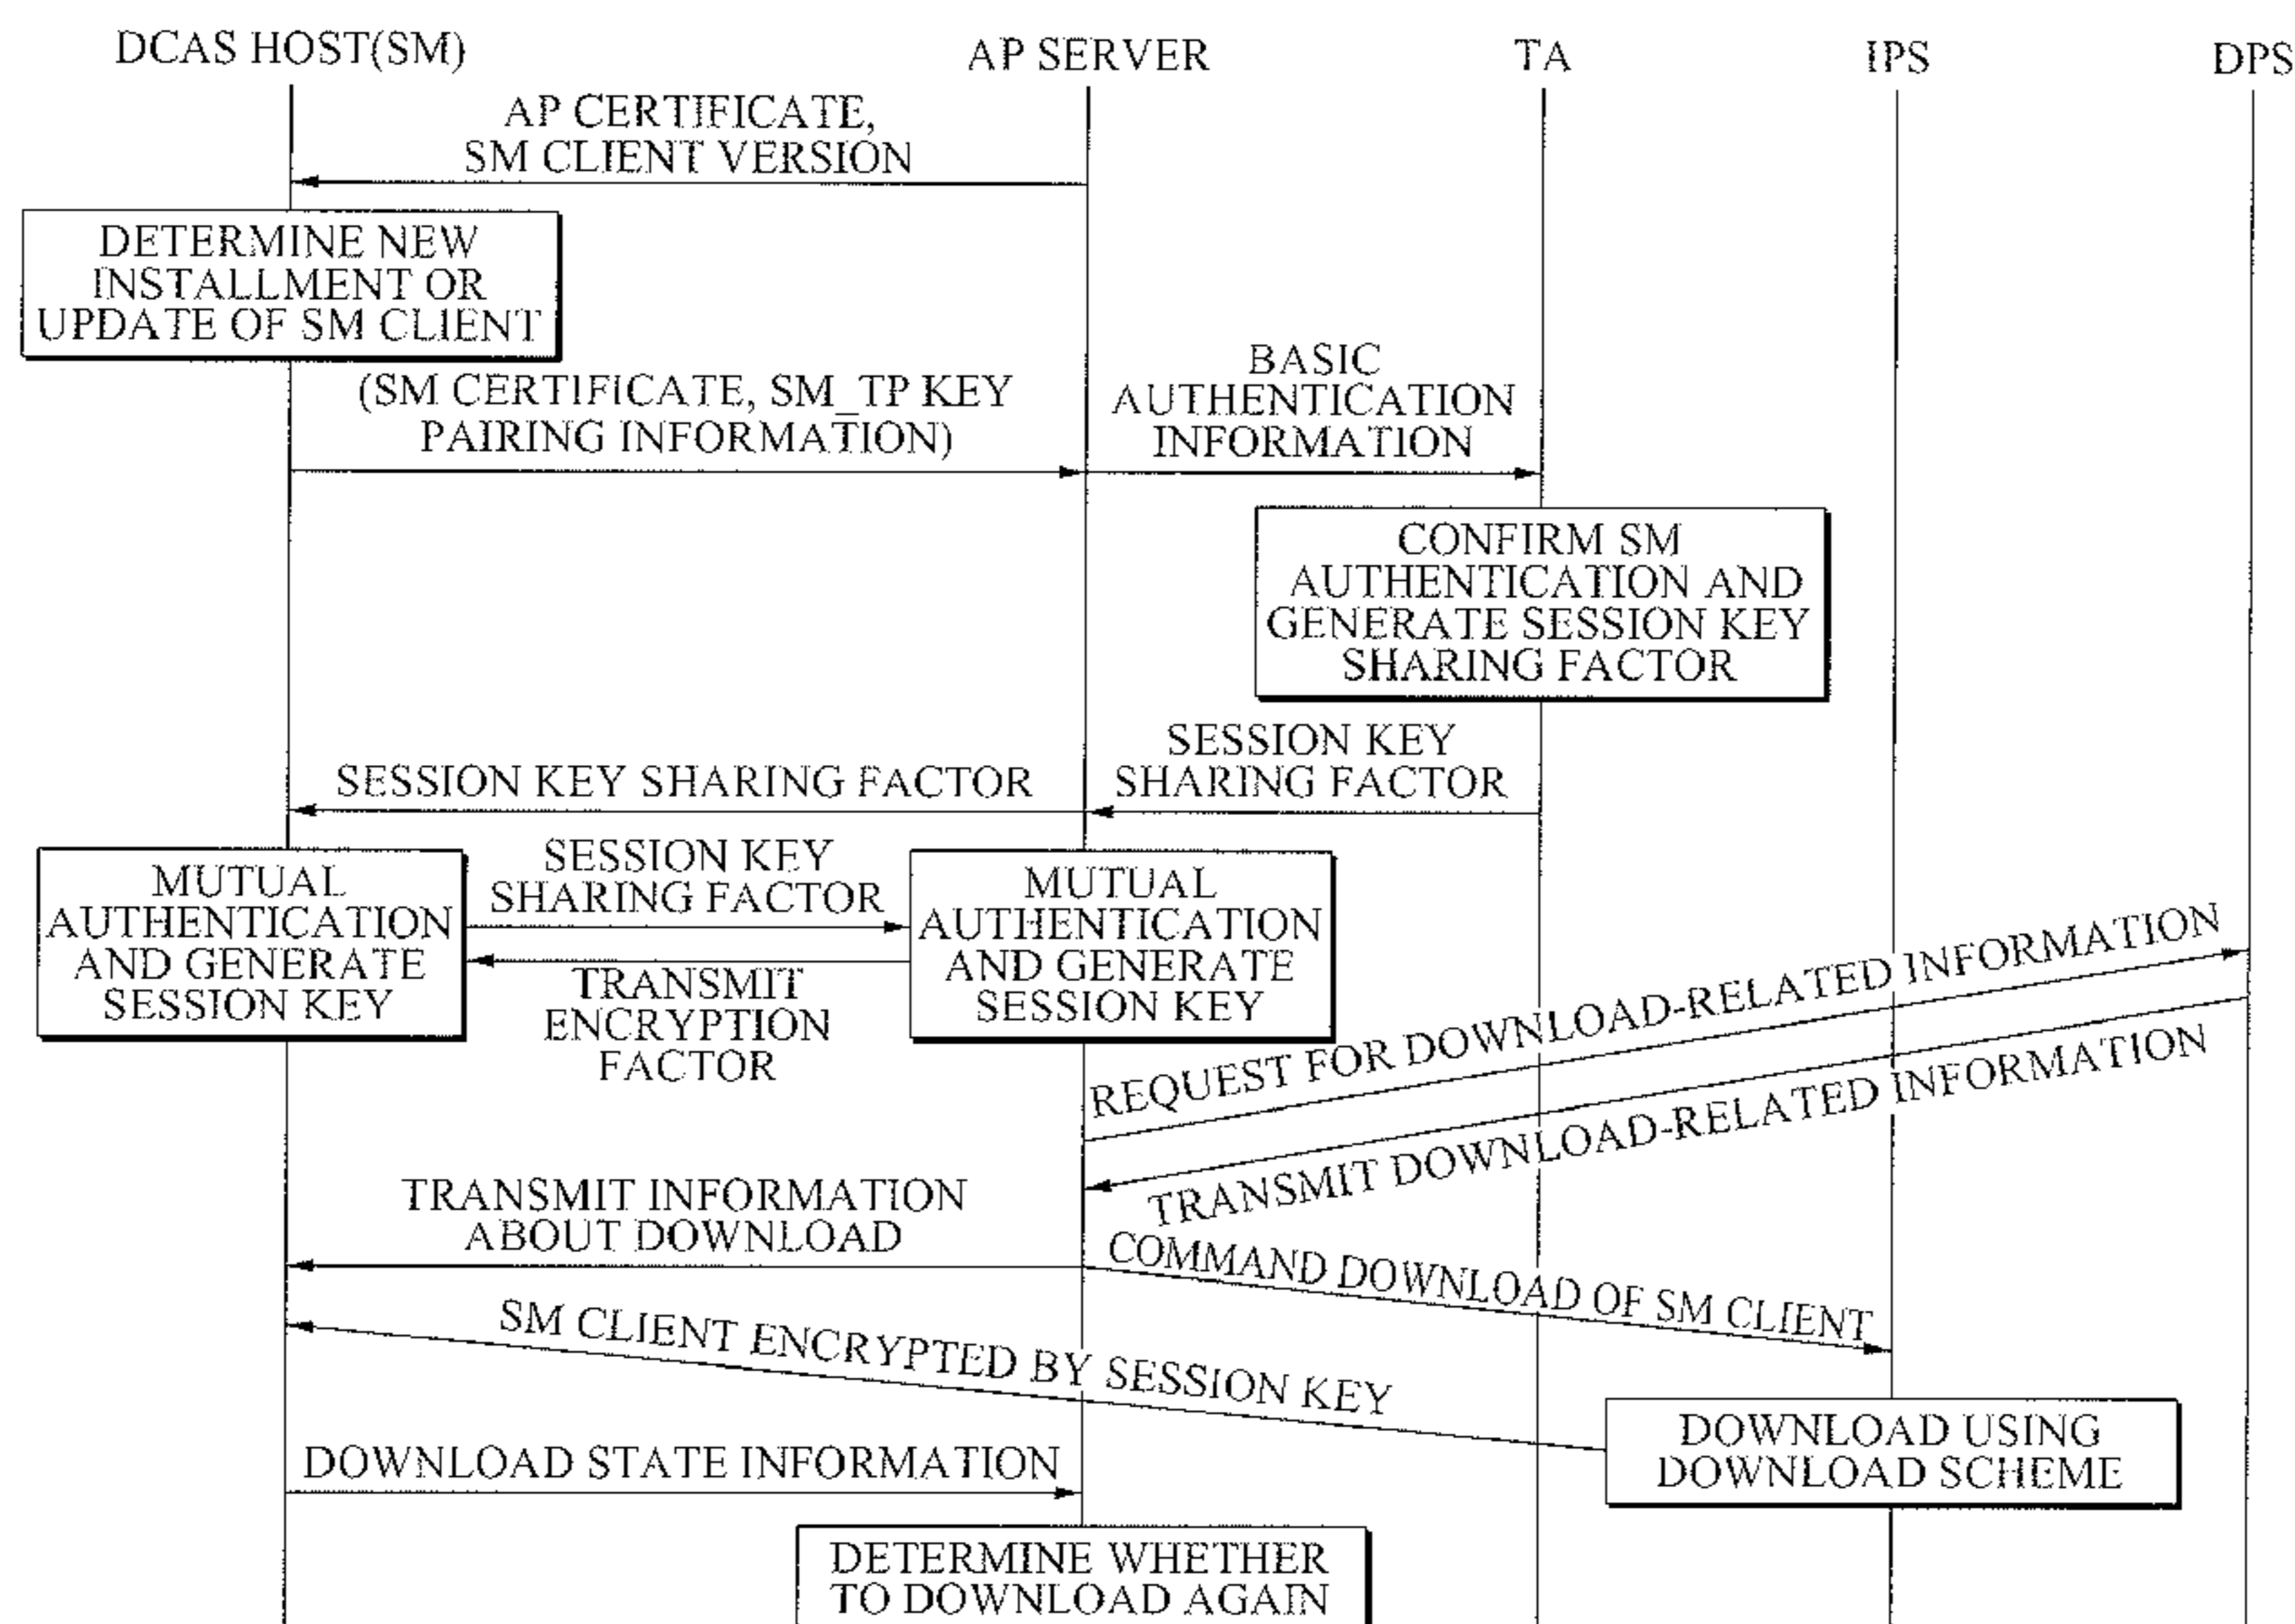 DCAS HOST(SM)
AP SERVER
TA
IPS
DPS
AP CERTIFICATE,
SM CLIENT VERSION
DETERMINE NEW
INSTALLMENT OR
UPDATE OF SM CLIENT
(SM CERTIFICATE, SM_TP KEY
PAIRING INFORMATION)
BASIC
AUTHENTICATION
INFORMATION
CONFIRM SM
AUTHENTICATION AND
GENERATE SESSION KEY
SHARING FACTOR
SESSION KEY SHARING FACTOR
SESSION KEY
SHARING FACTOR
MUTUAL
AUTHENTICATION
AND GENERATE
SESSION KEY
SESSION KEY
SHARING FACTOR
TRANSMIT
ENCRYPTION
FACTOR
MUTUAL
AUTHENTICATION
AND GENERATE
SESSION KEY
REQUEST FOR DOWNLOAD-RELATED INFORMATION
TRANSMIT DOWNLOAD-RELATED INFORMATION
TRANSMIT INFORMATION
ABOUT DOWNLOAD
COMMAND DOWNLOAD OF SM CLIENT
SM CLIENT ENCRYPTED BY SESSION KEY
DOWNLOAD USING
DOWNLOAD SCHEME
DOWNLOAD STATE INFORMATION
DETERMINE WHETHER
TO DOWNLOAD AGAIN